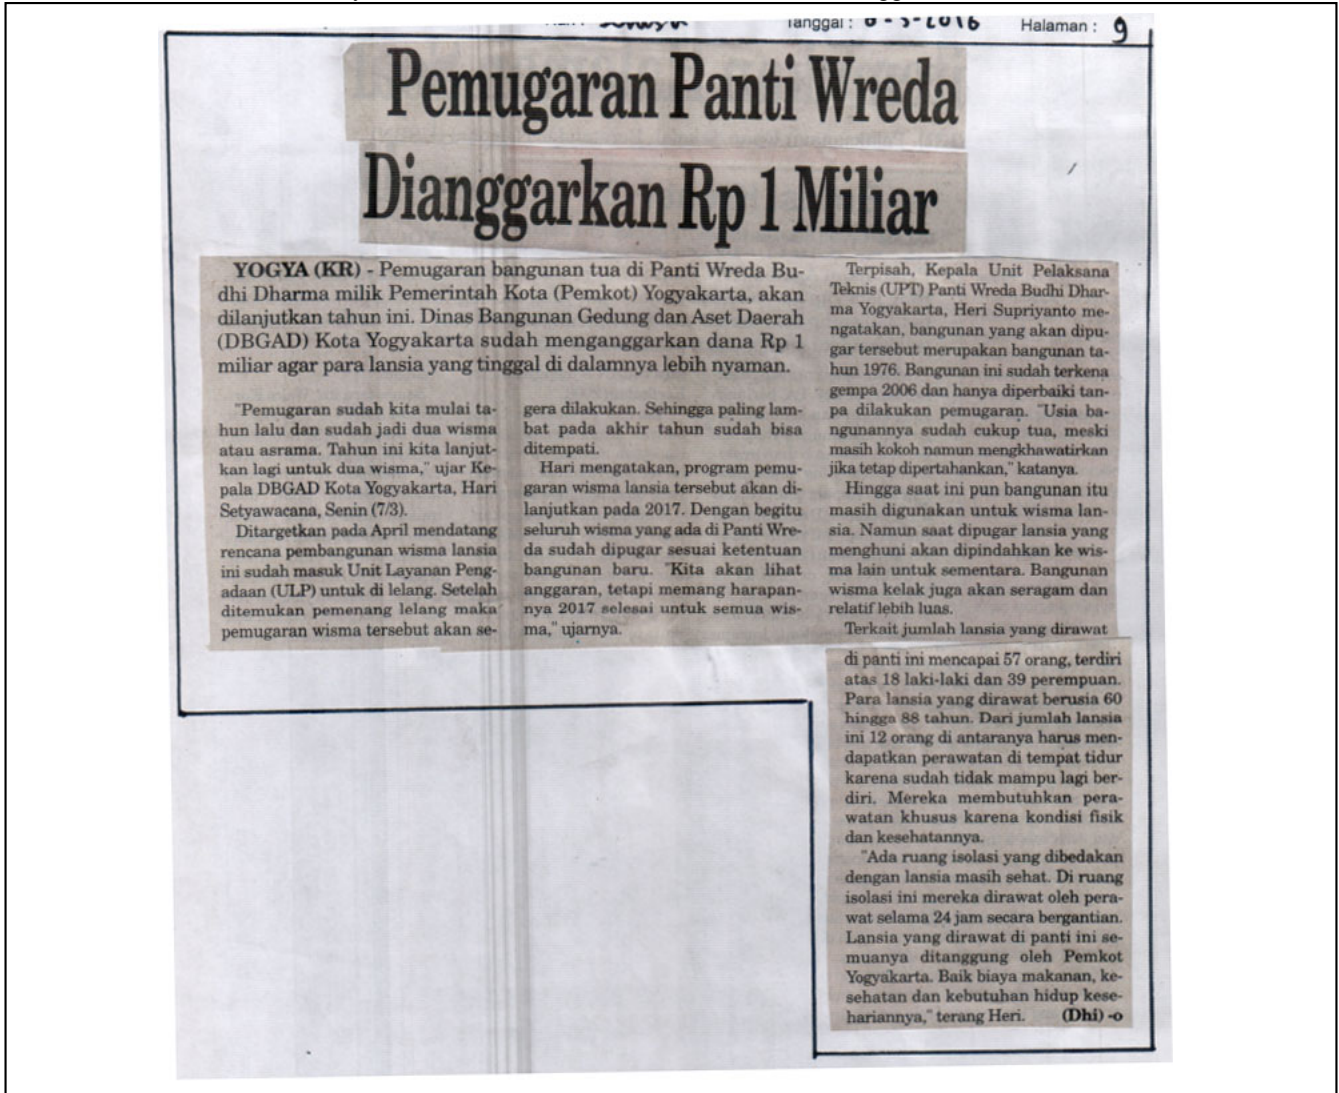 Tanggal : 8-3-2016 Halaman : 9
Pemugaran Panti Wreda
Dianggarkan Rp 1 Miliar
YOGYA (KR) - Pemugaran bangunan tua di Panti Wreda Bu-
dhi Dharma milik Pemerintah Kota (Pemkot) Yogyakarta, akan
dilanjutkan tahun ini. Dinas Bangunan Gedung dan Aset Daerah
(DBGAD) Kota Yogyakarta sudah menganggarkan dana Rp 1
miliar agar para lansia yang tinggal di dalamnya lebih nyaman.
"Pemugaran sudah kita mulai ta-
hun lalu dan sudah jadi dua wisma
atau asrama. Tahun ini kita lanjut-
kan lagi untuk dua wisma," ujar Ke-
pala DBGAD Kota Yogyakarta, Hari
Setyawacana, Senin (7/3).
Ditargetkan pada April mendatang
rencana pembangunan wisma lansia
ini sudah masuk Unit Layanan Peng-
adaan (ULP) untuk di lelang. Setelah
ditemukan pemenang lelang maka
pemugaran wisma tersebut akan se-
gera dilakukan. Sehingga paling lam-
bat pada akhir tahun sudah bisa
ditempati.
Hari mengatakan, program pemu-
garan wisma lansia tersebut akan di-
lanjutkan pada 2017. Dengan begitu
seluruh wisma yang ada di Panti Wre-
da sudah dipugar sesuai ketentuan
bangunan baru. "Kita akan lihat
anggaran, tetapi memang harapan-
nya 2017 selesai untuk semua wis-
ma," ujarnya.
Terpisah, Kepala Unit Pelaksana
Teknis (UPT) Panti Wreda Budhi Dhar-
ma Yogyakarta, Heri Supriyanto me-
ngatakan, bangunan yang akan dipu-
gar tersebut merupakan bangunan ta-
hun 1976. Bangunan ini sudah terkena
gempa 2006 dan hanya diperbaiki tan-
pa dilakukan pemugaran. "Usia ba-
ngunannya sudah cukup tua, meski
masih kokoh namun mengkhawatirkan
jika tetap dipertahankan," katanya.
Hingga saat ini pun bangunan itu
masih digunakan untuk wisma lan-
sia. Namun saat dipugar lansia yang
menghuni akan dipindahkan ke wis-
ma lain untuk sementara. Bangunan
wisma kelak juga akan seragam dan
relatif lebih luas.
Terkait jumlah lansia yang dirawat
di panti ini mencapai 57 orang, terdiri
atas 18 laki-laki dan 39 perempuan.
Para lansia yang dirawat berusia 60
hingga 88 tahun. Dari jumlah lansia
ini 12 orang di antaranya harus men-
dapatkan perawatan di tempat tidur
karena sudah tidak mampu lagi ber-
diri. Mereka membutuhkan pera-
watan khusus karena kondisi fisik
dan kesehatannya.
"Ada ruang isolasi yang dibedakan
dengan lansia masih sehat. Di ruang
isolasi ini mereka dirawat oleh pera-
wat selama 24 jam secara bergantian.
Lansia yang dirawat di panti ini se-
muanya ditanggung oleh Pemkot
Yogyakarta. Baik biaya makanan, ke-
sehatan dan kebutuhan hidup kese-
hariannya," terang Heri. (Dhi) -o